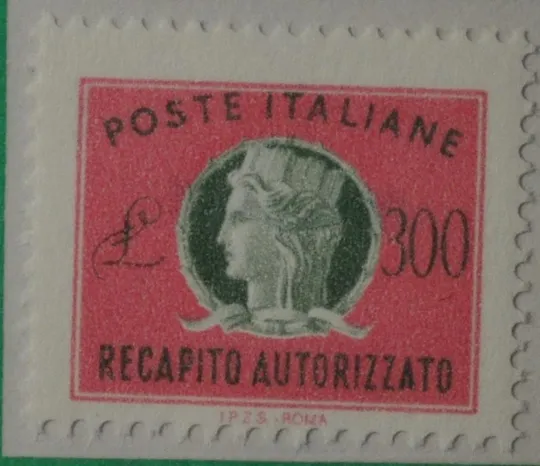 POSTE ITALIANE
£ 300
RECAPITO AUTORIZZATO
I.P.Z.S. - ROMA